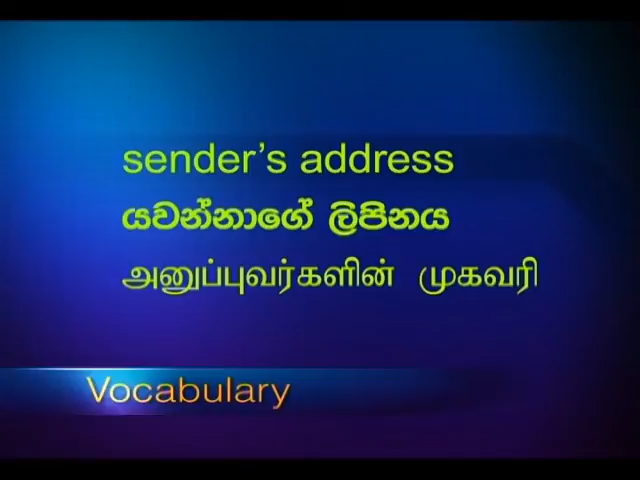 sender's address
යවන්නාගේ ලිපිනය
அனுப்புவர்களின் முகவரி
Vocabulary